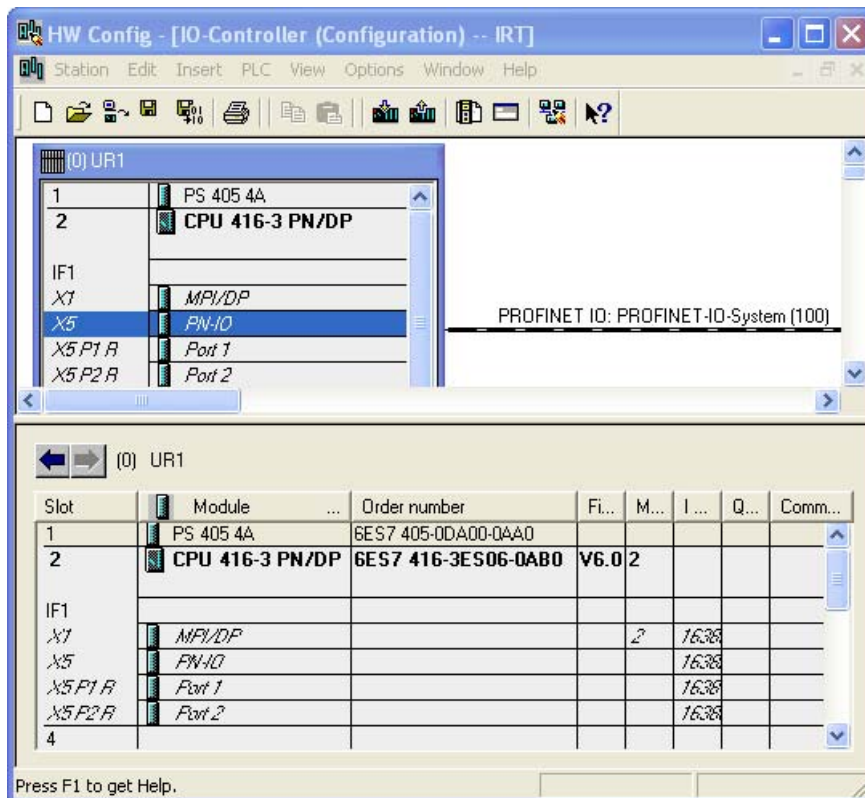 HW Config - [IO-Controller (Configuration) -- IRT]
Station Edit Insert PLC View Options Window Help
(0) UR1
1 PS 405 4A
2 CPU 416-3 PN/DP
IF1
X1 MPI/DP
X5 PN-IO
X5 P1 R Port 1
X5 P2 R Port 2
PROFINET IO: PROFINET-IO-System (100)
(0) UR1
Slot Module ... Order number Fi... M... I ... Q... Comm...
1 PS 405 4A 6ES7 405-0DA00-0AA0
2 CPU 416-3 PN/DP 6ES7 416-3ES06-0AB0 V6.0 2
IF1
X1 MPI/DP 2 1638
X5 PN-IO 1638
X5 P1 R Port 1 1638
X5 P2 R Port 2 1638
4
Press F1 to get Help.